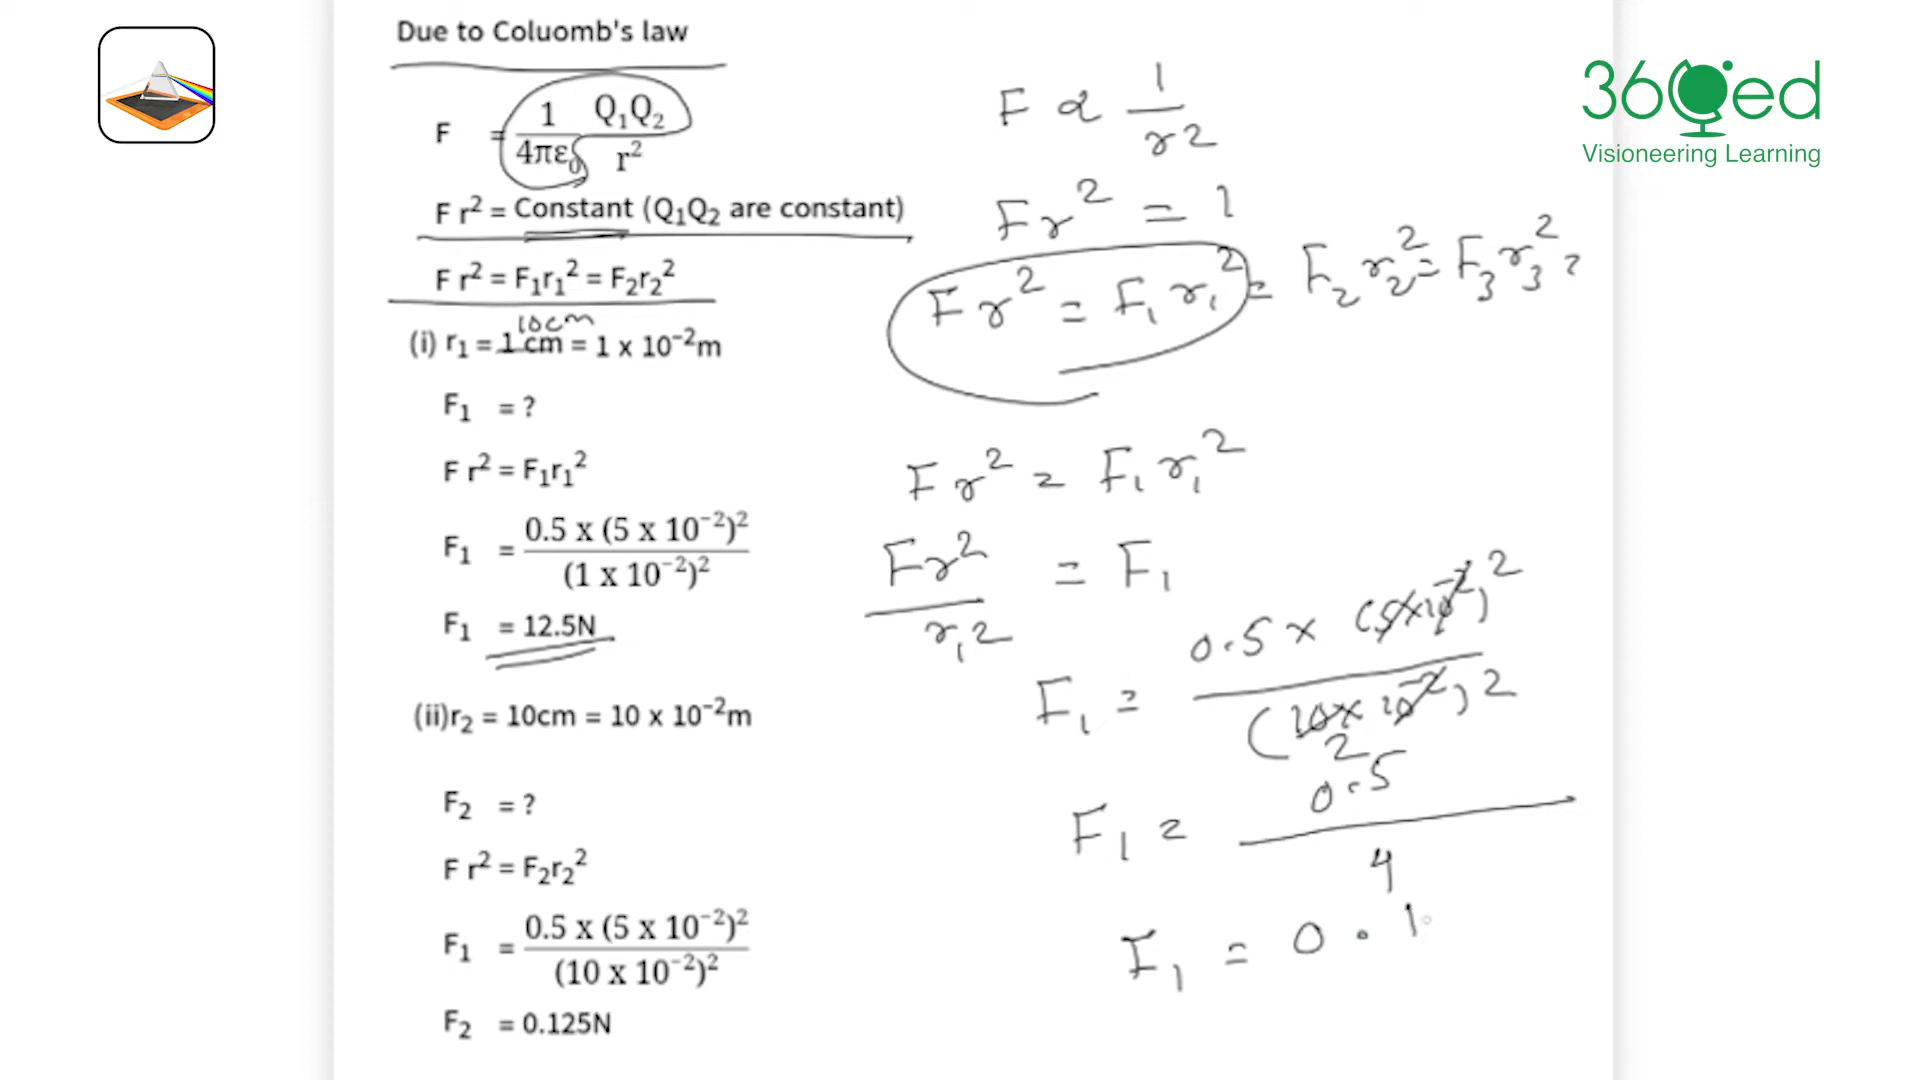 Due to Coluomb's law
F = 1/4πε₀ Q₁Q₂/r²
F r² = Constant (Q₁Q₂ are constant)
F r² = F₁r₁² = F₂r₂²
10cm
(i) r₁ = 1 cm = 1 x 10⁻²m
F₁ = ?
F r² = F₁r₁²
F₁ = 0.5 x (5 x 10⁻²)² / (1 x 10⁻²)²
F₁ = 12.5N
(ii)r₂ = 10cm = 10 x 10⁻²m
F₂ = ?
F r² = F₂r₂²
F₁ = 0.5 x (5 x 10⁻²)² / (10 x 10⁻²)²
F₂ = 0.125N
F ∝ 1/r²
Fr² = 1
Fr² = F₁r₁² = F₂r₂² = F₃r₃²
Fr² = F₁r₁²
Fr²/r₁² = F₁
F₁ = 0.5 x (5x10⁻²)² / (10x10⁻²)²
2
F₁ = 0.5/4
F₁ = 0.1
360ed
Visioneering Learning